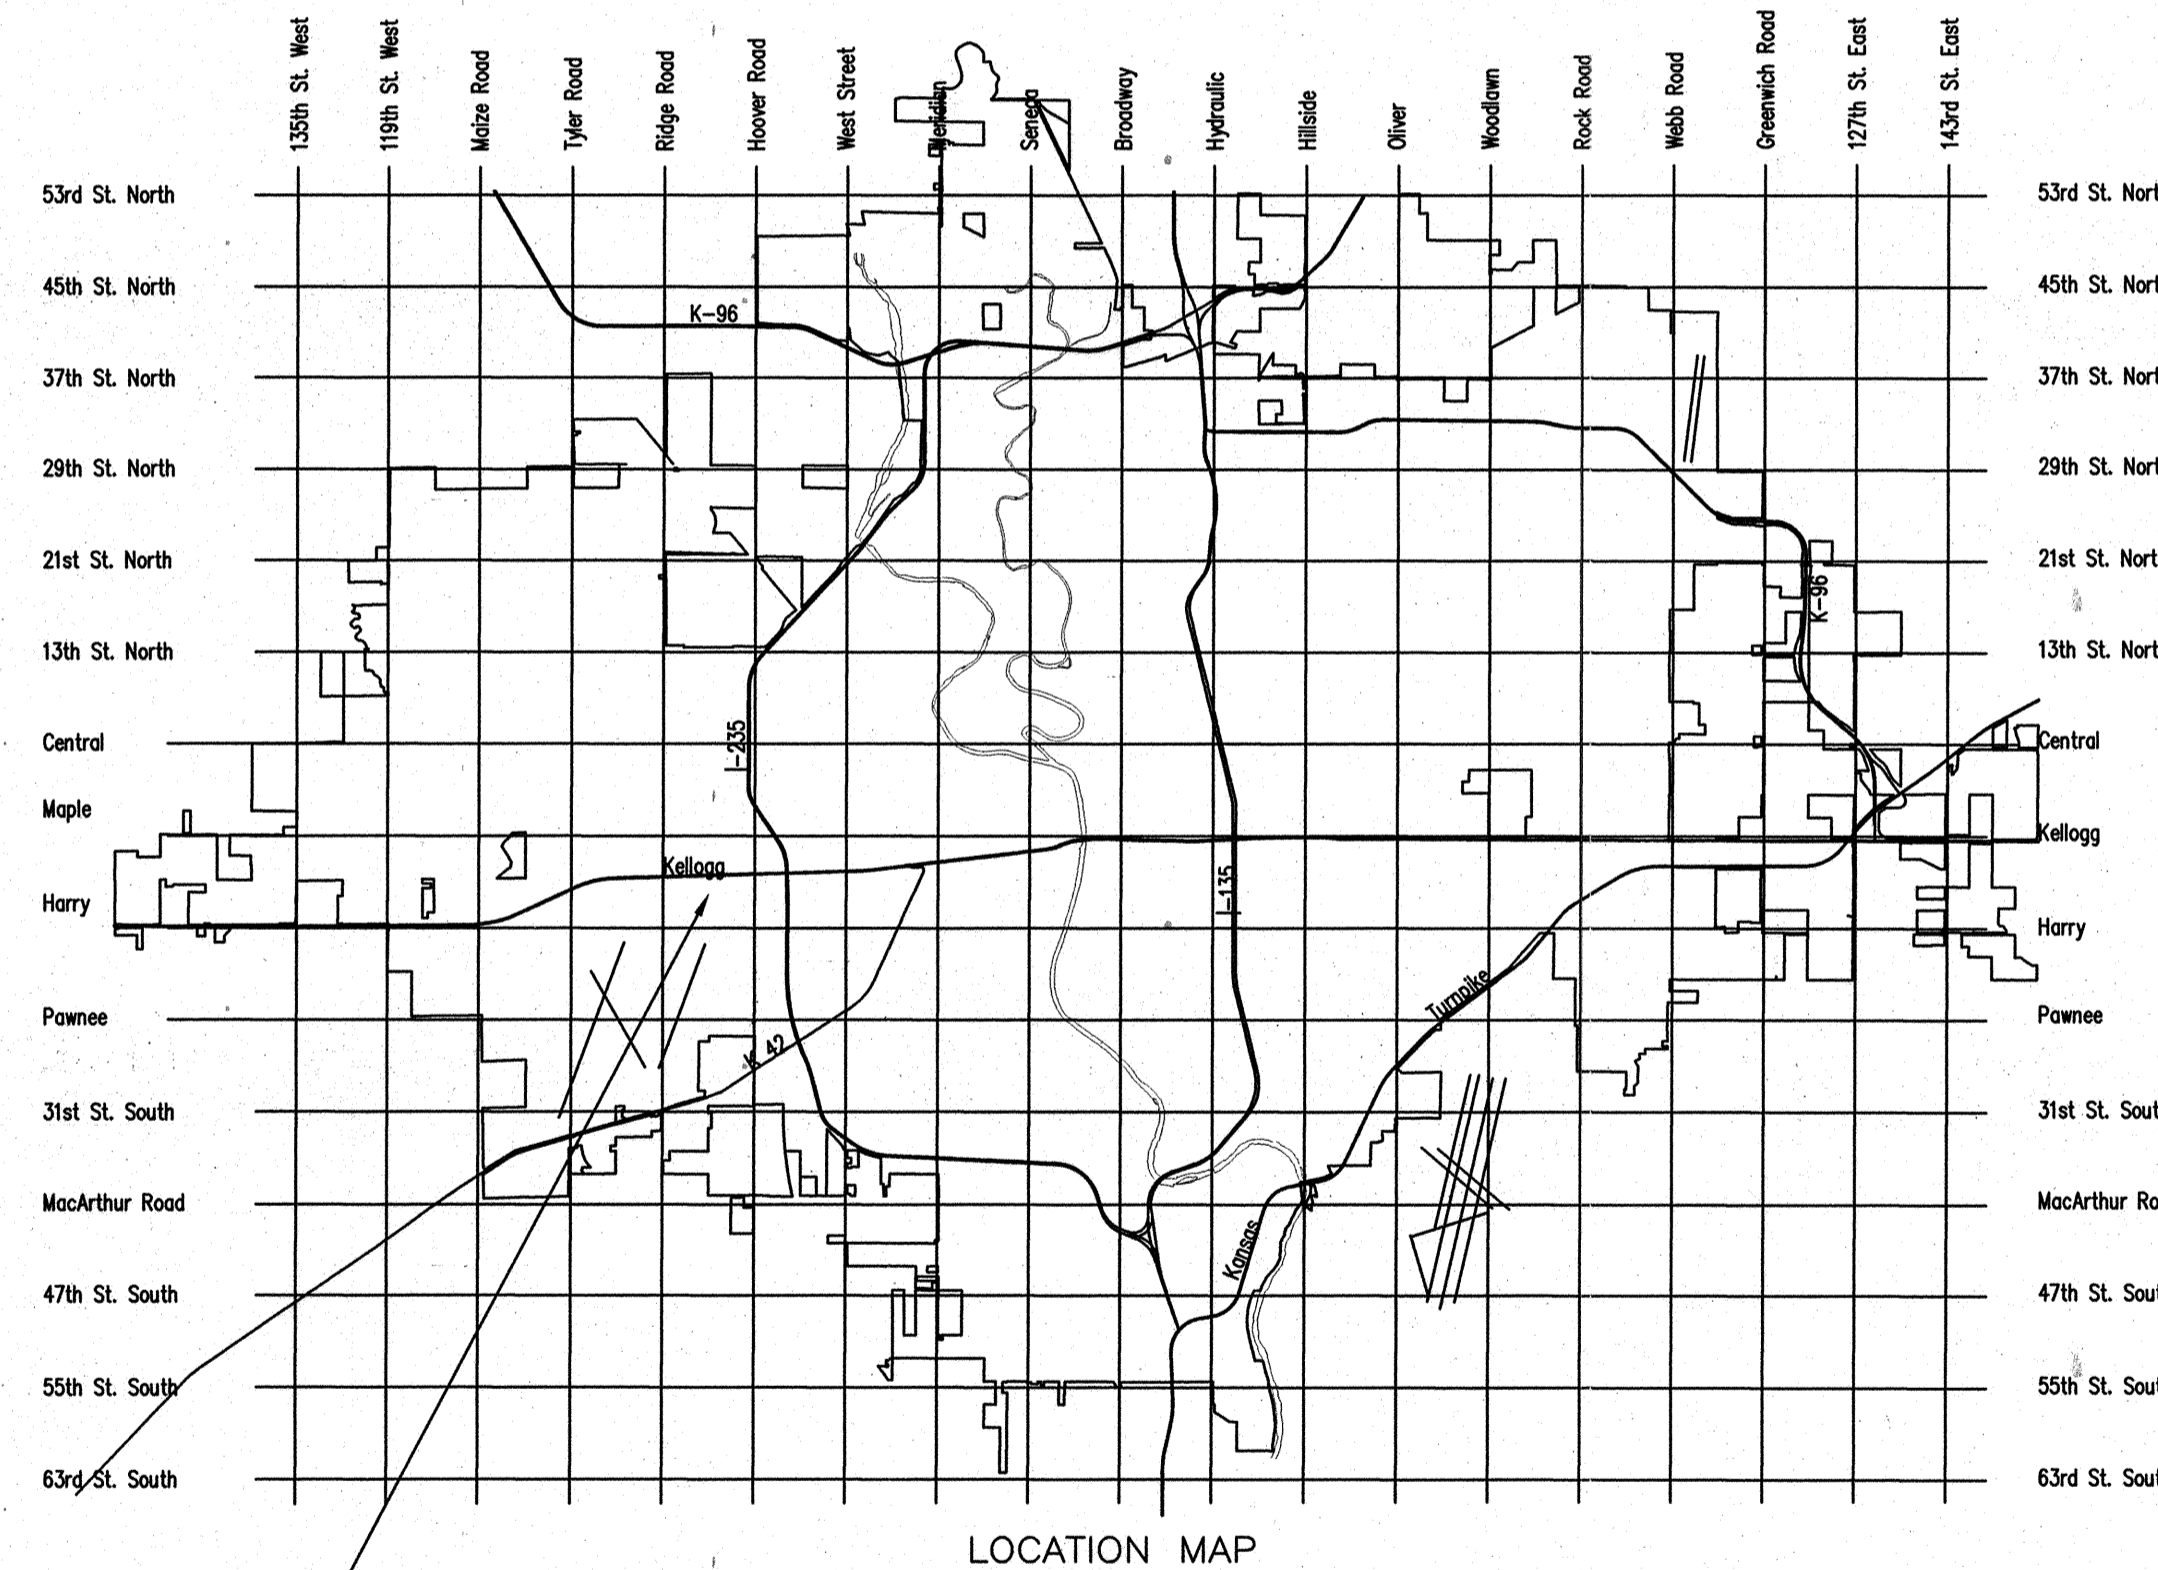 135th St. West
119th St. West
Maize Road
Tyler Road
Ridge Road
Hoover Road
West Street
Meridian
Seneca
Broadway
Hydraulic
Hillside
Oliver
Woodlawn
Rock Road
Webb Road
Greenwich Road
127th St. East
143rd St. East
53rd St. North
53rd St. Nort
45th St. North
45th St. Nort
K-96
37th St. North
37th St. Nort
29th St. North
29th St. Nort
21st St. North
21st St. Nort
K-96
13th St. North
13th St. Nort
Central
I-235
Central
Maple
Kellogg
Kellogg
Harry
I-135
Harry
Turnpike
Pawnee
Pawnee
K 42
31st St. South
31st St. Sout
MacArthur Road
MacArthur Ro
Kansas
47th St. South
47th St. Sout
55th St. South
55th St. Sout
63rd St. South
63rd St. Sout
LOCATION MAP